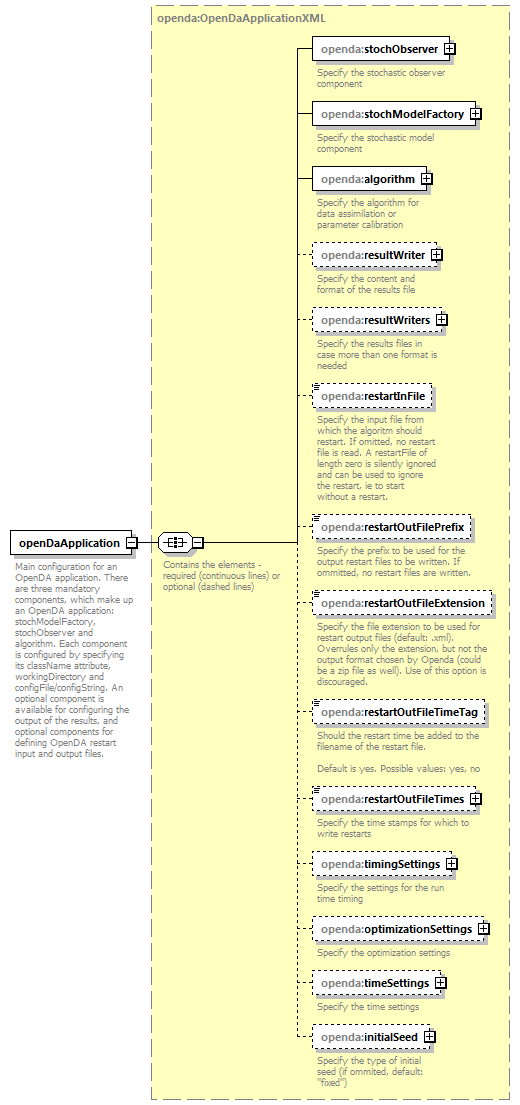 openda:OpenDaApplicationXML
openda:stochObserver
Specify the stochastic observer
component
openda:stochModelFactory
Specify the stochastic model
component
openda:algorithm
Specify the algorithm for
data assimilation or
parameter calibration
openda:resultWriter
Specify the content and
format of the results file
openda:resultWriters
Specify the results files in
case more than one format is
needed
openda:restartInFile
Specify the input file from
which the algoritm should
restart. If omitted, no restart
file is read. A restartFile of
length zero is silently ignored
and can be used to ignore
the restart, ie to start
without a restart.
openda:restartOutFilePrefix
Specify the prefix to be used for the
output restart files to be written. If
ommitted, no restart files are written.
openDaApplication
Main configuration for an
OpenDA application. There
are three mandatory
components, which make up
an OpenDA application:
stochModelFactory,
stochObserver and
algorithm. Each component
is configured by specifying
its className attribute,
workingDirectory and
configFile/configString. An
optional component is
available for configuring the
output of the results, and
optional components for
defining OpenDA restart
input and output files.
Contains the elements -
required (continuous lines) or
optional (dashed lines)
openda:restartOutFileExtension
Specify the file extension to be used for
restart output files (default: .xml).
Overrules only the extension, but not the
output format chosen by Openda (could
be a zip file as well). Use of this option is
discouraged.
openda:restartOutFileTimeTag
Should the restart time be added to the
filename of the restart file.
Default is yes. Possible values: yes, no
openda:restartOutFileTimes
Specify the time stamps for which to
write restarts
openda:timingSettings
Specify the settings for the run
time timing
openda:optimizationSettings
Specify the optimization settings
openda:timeSettings
Specify the time settings
openda:initialSeed
Specify the type of initial
seed (if ommited, default:
"fixed")